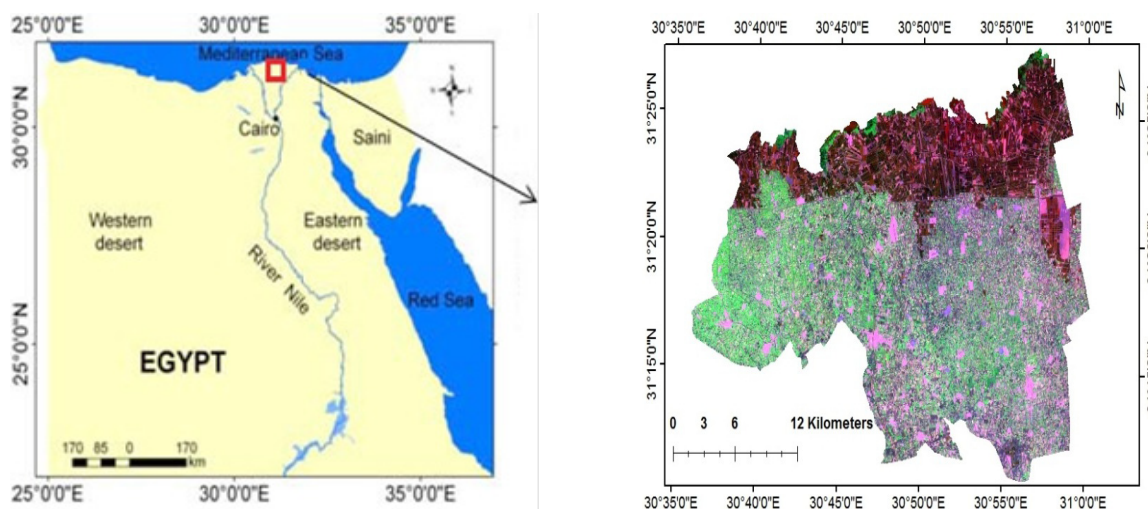 25°0'0"E 30°0'0"E 35°0'0"E
Mediterranean Sea
30°0'0"N
Cairo
Saini
Western
desert
Eastern
desert
River Nile
Red Sea
25°0'0"N
EGYPT
170 85 0 170
km
25°0'0"E 30°0'0"E 35°0'0"E
30°35'0"E 30°40'0"E 30°45'0"E 30°50'0"E 30°55'0"E 31°0'0"E
N
31°25'0"N
31°20'0"N
31°15'0"N
0 3 6 12 Kilometers
30°35'0"E 30°40'0"E 30°45'0"E 30°50'0"E 30°55'0"E 31°0'0"E